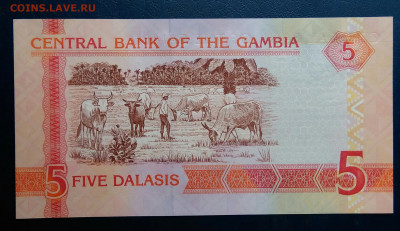 COINS.LAVE.RU
CENTRAL BANK OF THE GAMBIA
5
5 FIVE DALASIS 5